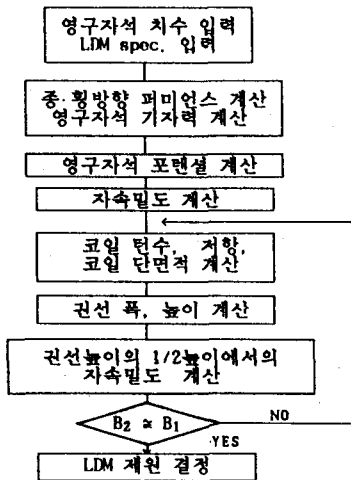 영구자석 치수 입력
LDM spec. 입력
종·횡방향 퍼미언스 계산
영구자석 기자력 계산
영구자석 포텐셜 계산
자속밀도 계산
코일 턴수, 저항,
코일 단면적 계산
권선 폭, 높이 계산
권선높이의 1/2높이에서의
자속밀도 계산
B₂ ≃ B₁
NO
YES
LDM 제원 결정